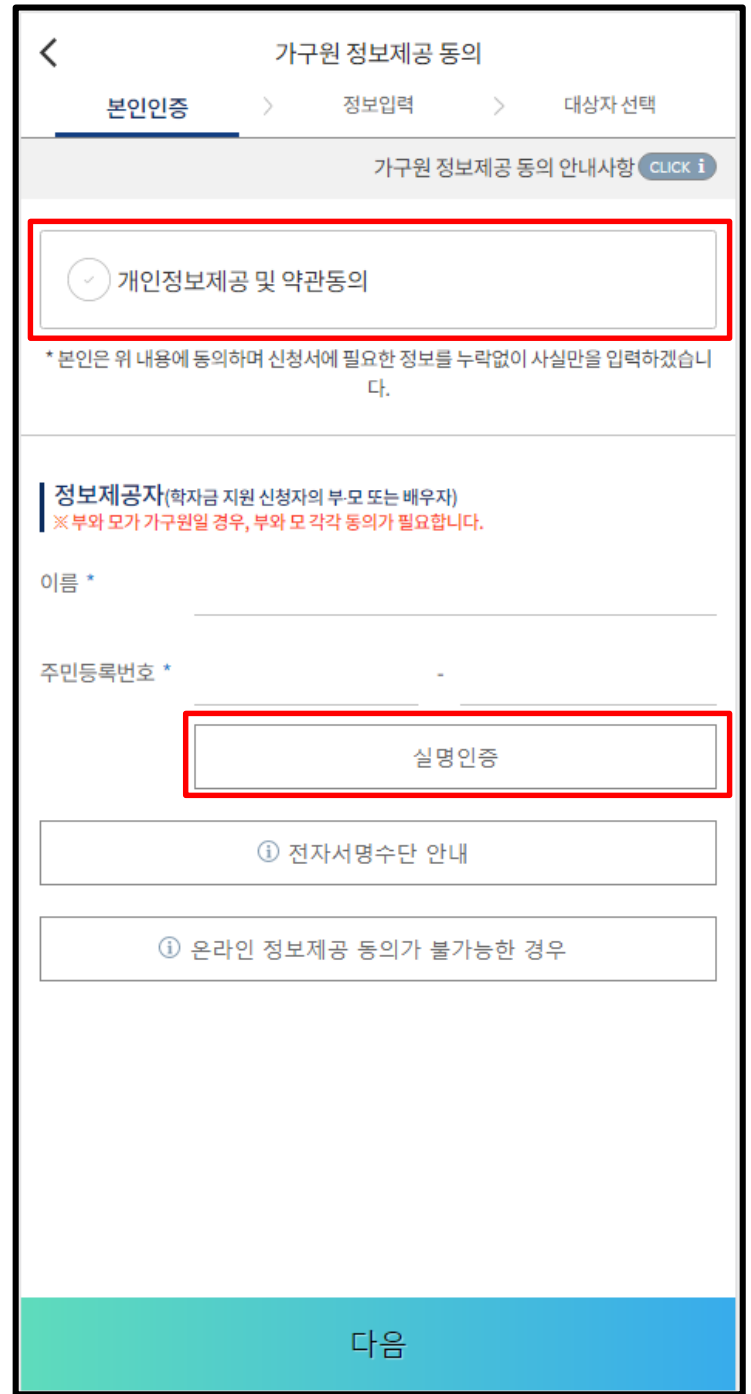 가구원 정보제공 동의
본인인증 > 정보입력 > 대상자 선택
가구원 정보제공 동의 안내사항 CLICK i
개인정보제공 및 약관동의
* 본인은 위 내용에 동의하며 신청서에 필요한 정보를 누락없이 사실만을 입력하겠습니
다.
정보제공자(학자금 지원 신청자의 부·모 또는 배우자)
※ 부와 모가 가구원일 경우, 부와 모 각각 동의가 필요합니다.
이름 *
주민등록번호 * -
실명인증
i 전자서명수단 안내
i 온라인 정보제공 동의가 불가능한 경우
다음